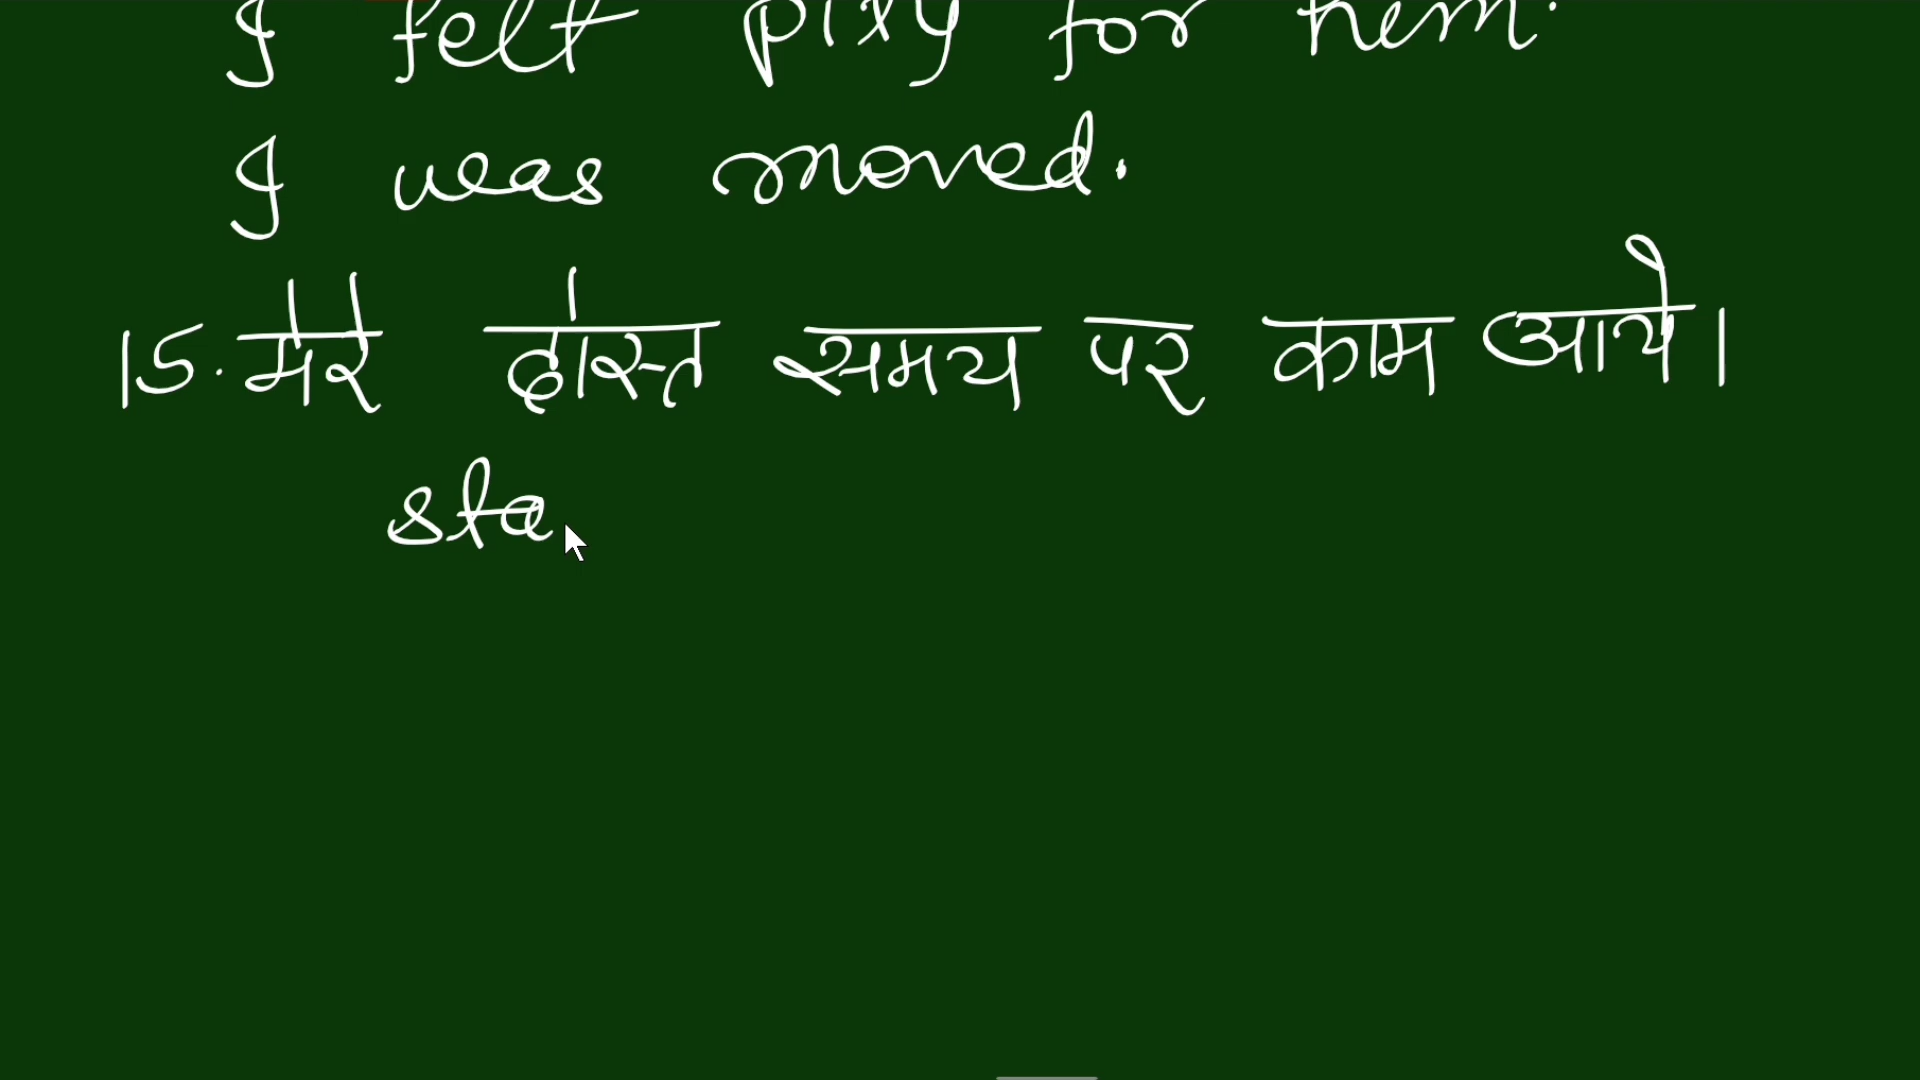 I felt pity for him.
I was moved.
15. मेरे दोस्त समय पर काम आये।
sta